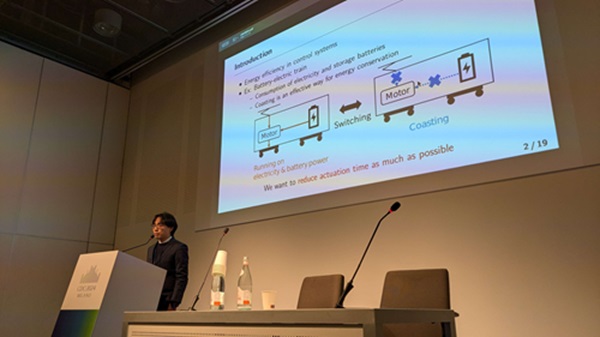 Introduction
• Energy efficiency in control systems
• Ex. Battery-electric train
- Consumption of electricity and storage batteries
- Coasting is an effective way for energy conservation
Motor
Motor
Switching
Running on
electricity & battery power
Coasting
We want to reduce actuation time as much as possible
2 / 19
MILANO